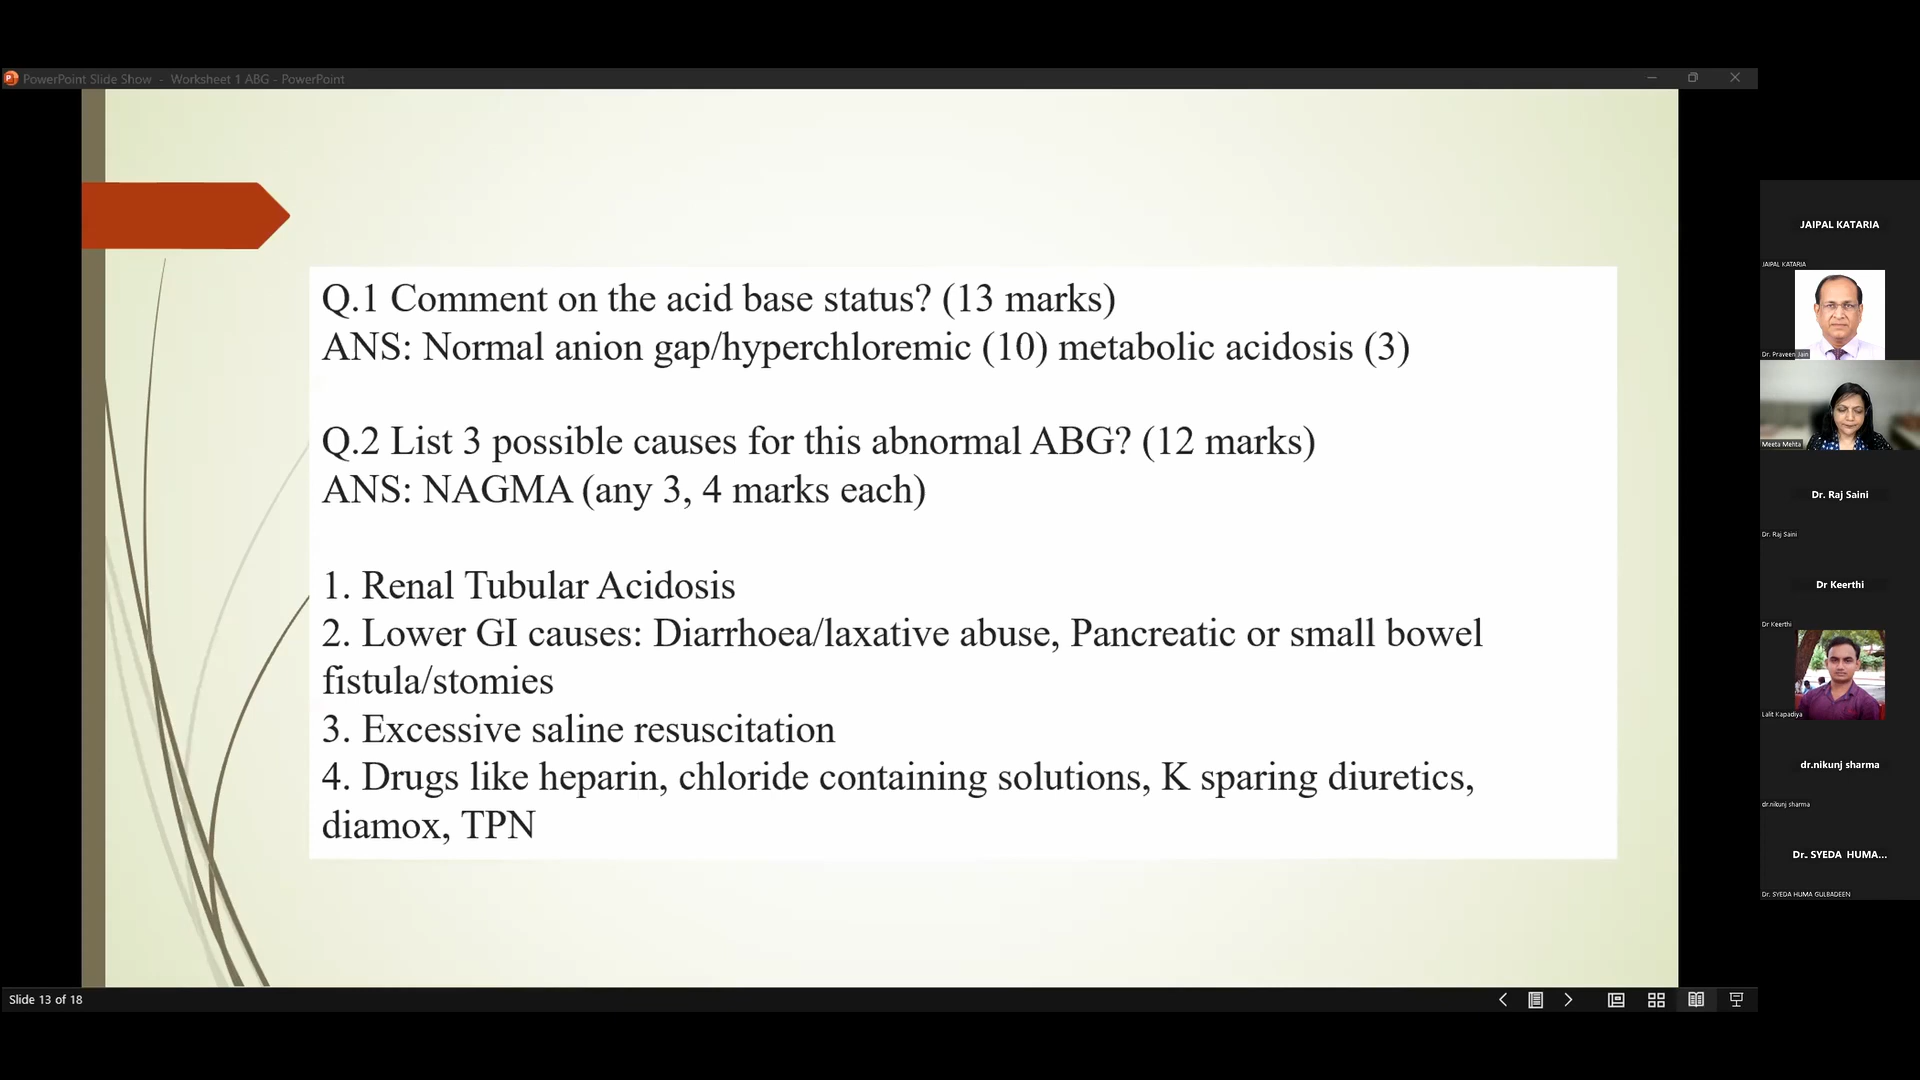 PowerPoint Slide Show - Worksheet 1 ABG - PowerPoint
Q.1 Comment on the acid base status? (13 marks)
ANS: Normal anion gap/hyperchloremic (10) metabolic acidosis (3)
Q.2 List 3 possible causes for this abnormal ABG? (12 marks)
ANS: NAGMA (any 3, 4 marks each)
1. Renal Tubular Acidosis
2. Lower GI causes: Diarrhoea/laxative abuse, Pancreatic or small bowel
fistula/stomies
3. Excessive saline resuscitation
4. Drugs like heparin, chloride containing solutions, K sparing diuretics,
diamox, TPN
Slide 13 of 18
JAIPAL KATARIA
JAIPAL KATARIA
Dr. Praveen Jain
Meeta Mehta
Dr. Raj Saini
Dr. Raj Saini
Dr Keerthi
Dr Keerthi
Lalit Kapadiya
dr.nikunj sharma
dr.nikunj sharma
Dr. SYEDA HUMA...
Dr. SYEDA HUMA GULBADEEN